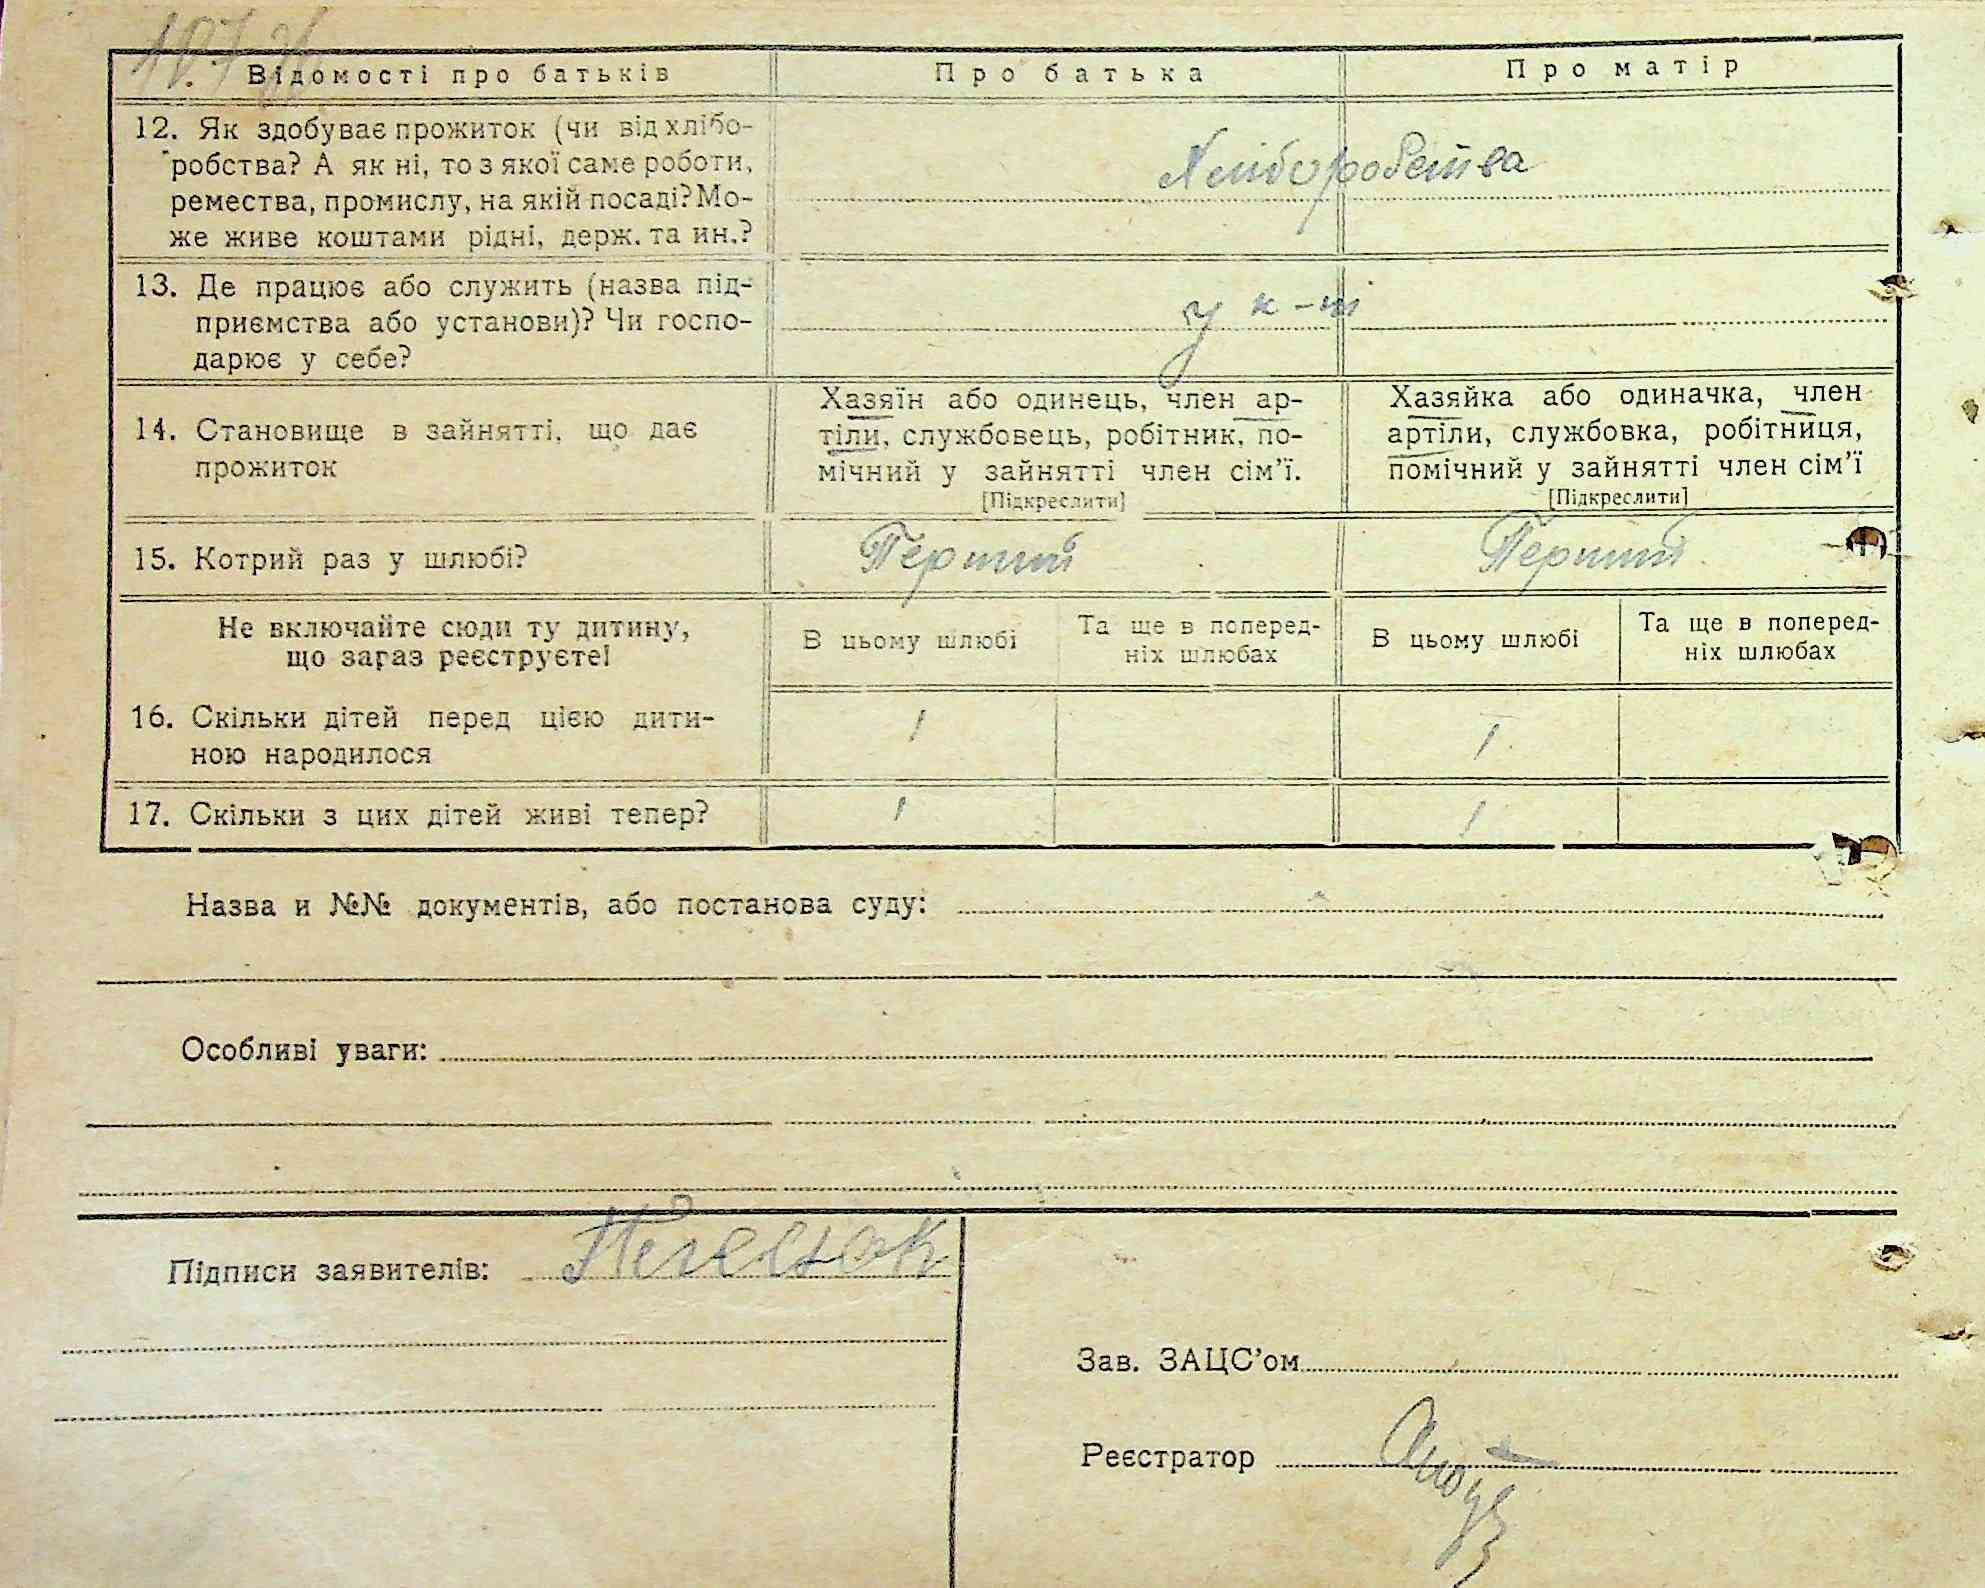 Відомості про батьків Про батька Про матір
12. Як здобуває прожиток (чи від хлібо-
робства? А як ні, то з якої саме роботи,
ремества, промислу, на якій посаді? Мо-
же живе коштами рідні, держ. та ин.?
Хліборобства
13. Де працює або служить (назва під-
приємства або установи)? Чи госпо-
дарює у себе?
у к-ті
14. Становище в зайнятті, що дає
прожиток
Хазяїн або одинець, член ар-
тіли, службовець, робітник, по-
мічний у зайнятті член сім'ї.
[Підкреслити]
Хазяйка або одиначка, член
артіли, службовка, робітниця,
помічний у зайнятті член сім'ї
[Підкреслити]
15. Котрий раз у шлюбі? Перший Перший
Не включайте сюди ту дитину,
що зараз реєструєте!
В цьому шлюбі
Та ще в поперед-
ніх шлюбах
В цьому шлюбі
Та ще в поперед-
ніх шлюбах
16. Скільки дітей перед цією дити-
ною народилося
1 1
17. Скільки з цих дітей живі тепер? 1 1
Назва и №№ документів, або постанова суду:
Особливі уваги:
Підписи заявителів:
Зав. ЗАЦС'ом
Реєстратор